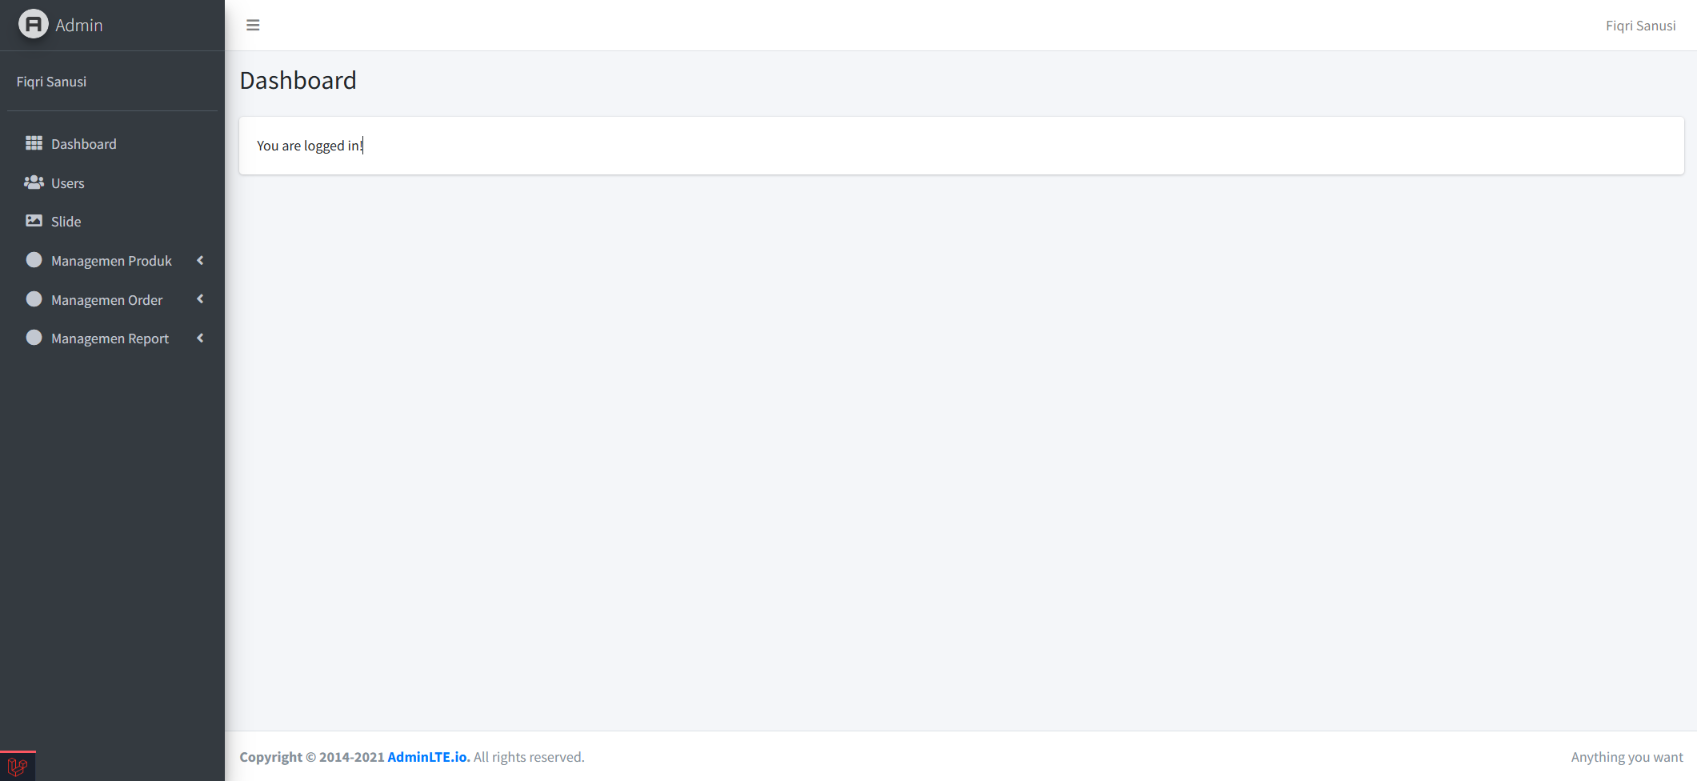 Admin
Fiqri Sanusi
Fiqri Sanusi
Dashboard
Users
Slide
Managemen Produk
Managemen Order
Managemen Report
Dashboard
You are logged in!
Copyright © 2014-2021 AdminLTE.io. All rights reserved.
Anything you want